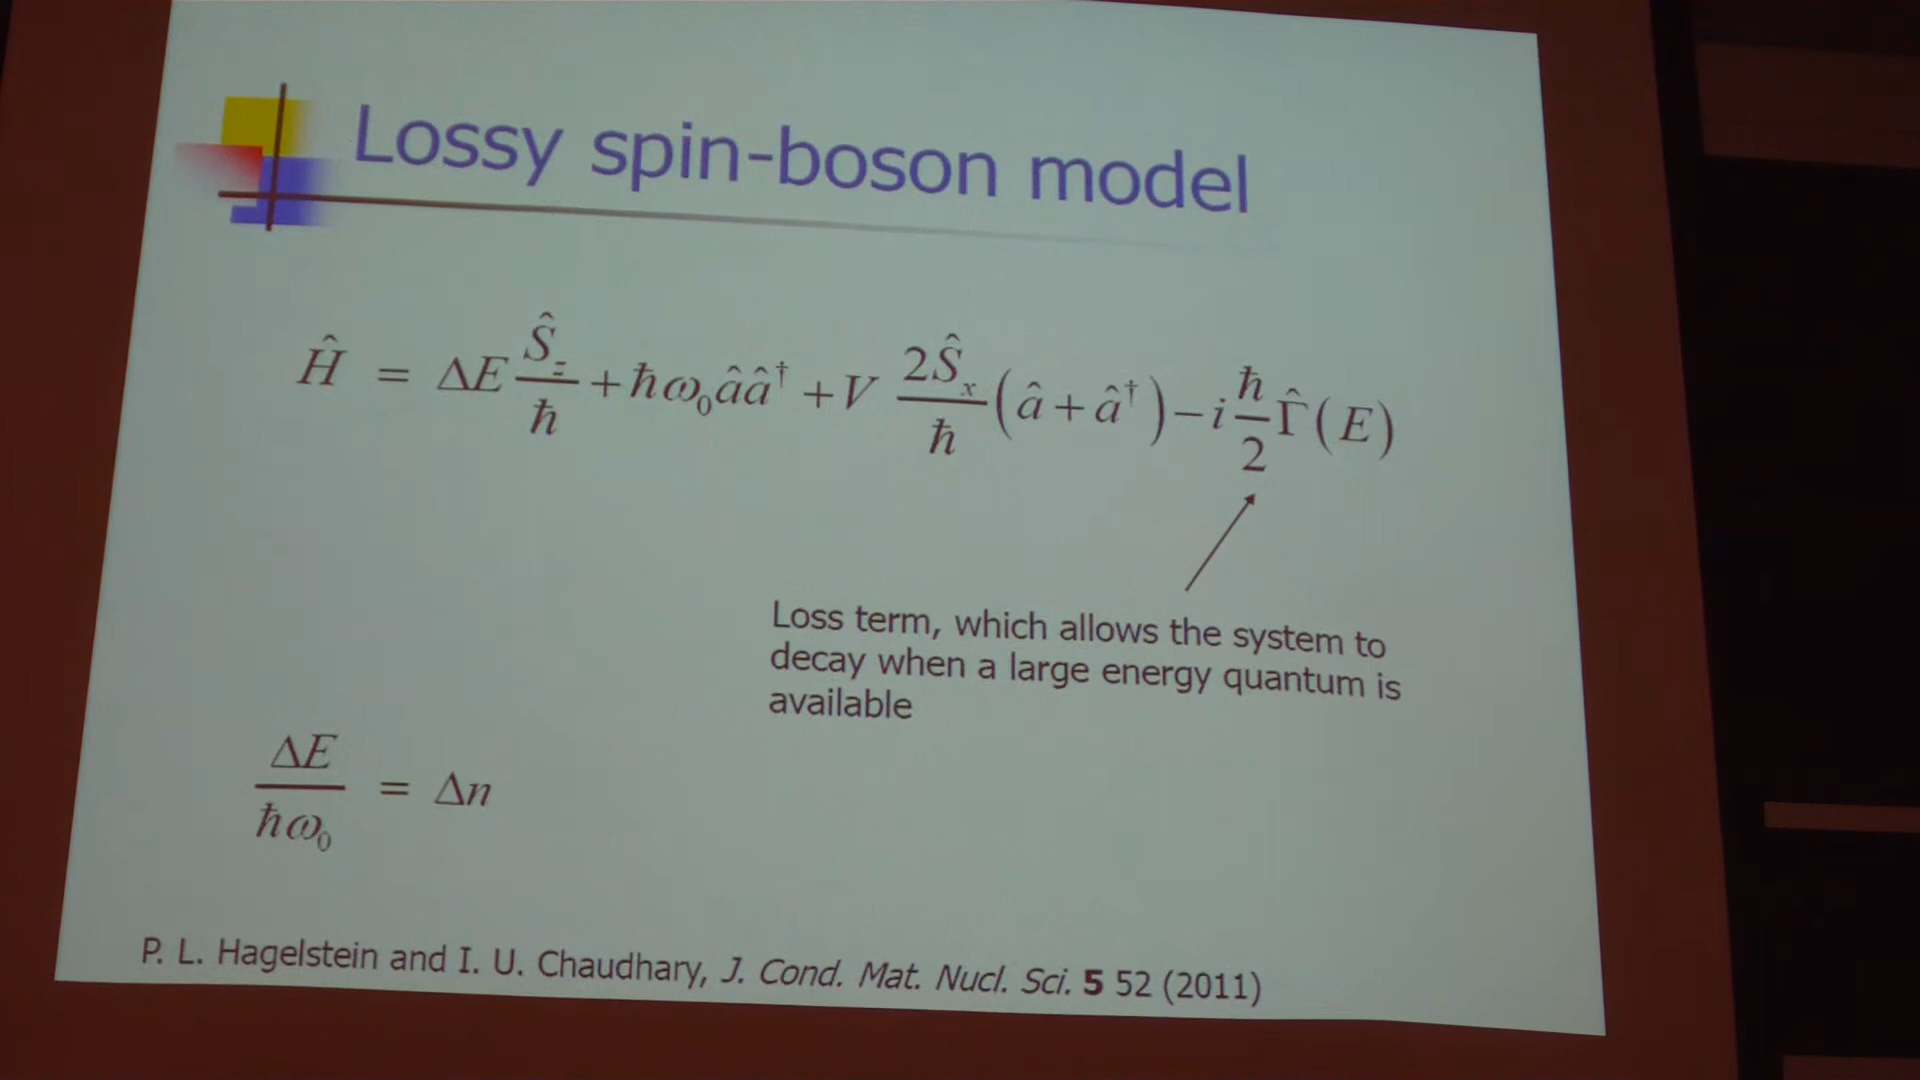 Lossy spin-boson model
Ĥ = ΔE Ŝ_z/ħ + ħω₀ââ† + V 2Ŝₓ/ħ (â + â†) − i ħ/2 Γ̂(E)
Loss term, which allows the system to
decay when a large energy quantum is
available
ΔE/ħω₀ = Δn
P. L. Hagelstein and I. U. Chaudhary, J. Cond. Mat. Nucl. Sci. 5 52 (2011)